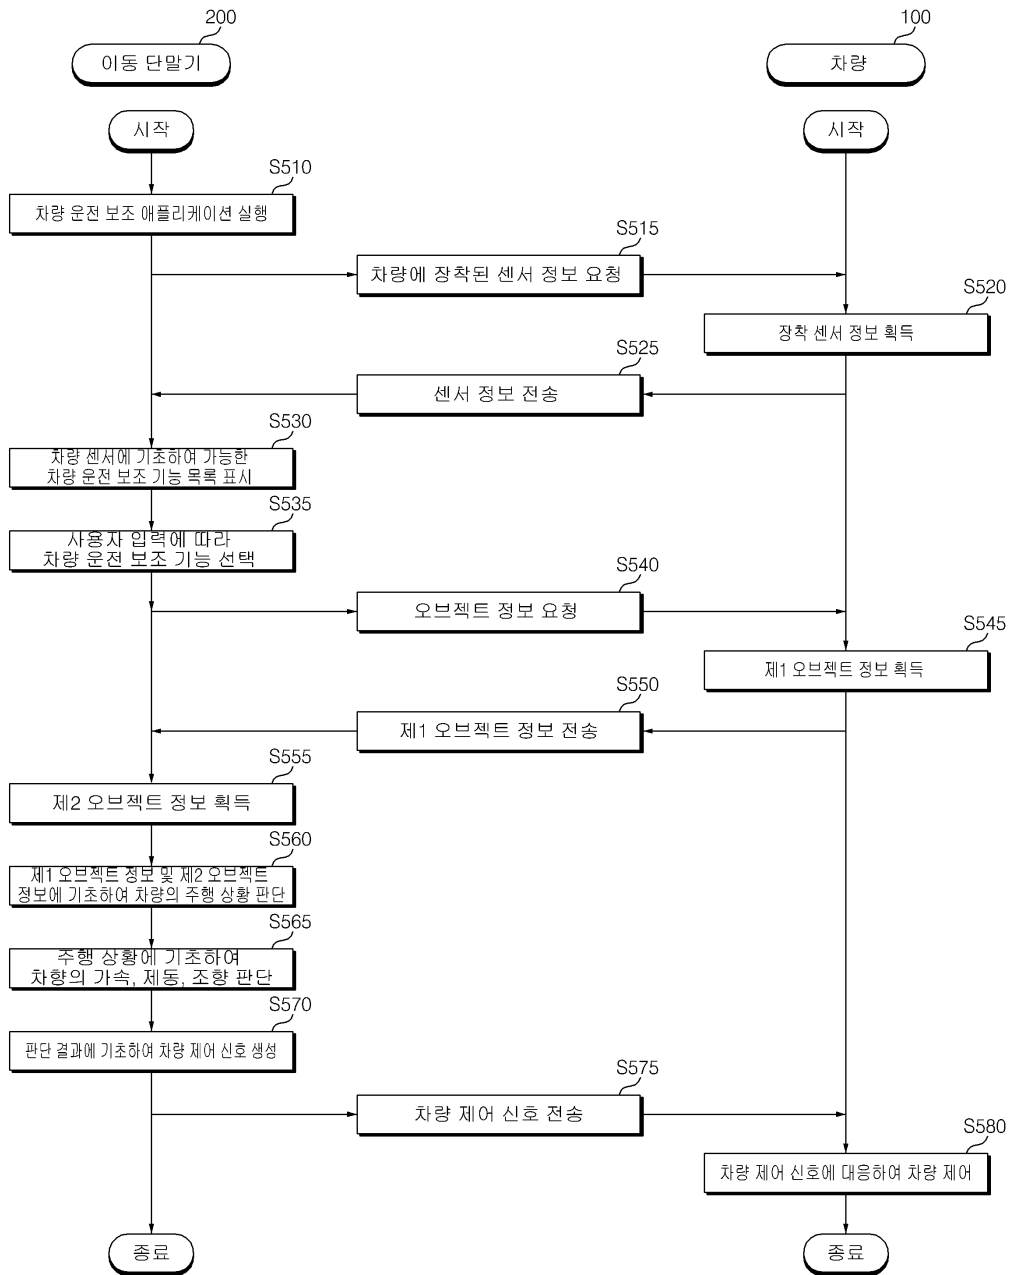 200
100
이동 단말기
차량
시작
시작
S510
차량 운전 보조 애플리케이션 실행
S515
차량에 장착된 센서 정보 요청
S520
장착 센서 정보 획득
S525
센서 정보 전송
S530
차량 센서에 기초하여 가능한
차량 운전 보조 기능 목록 표시
S535
사용자 입력에 따라
차량 운전 보조 기능 선택
S540
오브젝트 정보 요청
S545
제1 오브젝트 정보 획득
S550
제1 오브젝트 정보 전송
S555
제2 오브젝트 정보 획득
S560
제1 오브젝트 정보 및 제2 오브젝트
정보에 기초하여 차량의 주행 상황 판단
S565
주행 상황에 기초하여
차향의 가속, 제동, 조향 판단
S570
판단 결과에 기초하여 차량 제어 신호 생성
S575
차량 제어 신호 전송
S580
차량 제어 신호에 대응하여 차량 제어
종료
종료